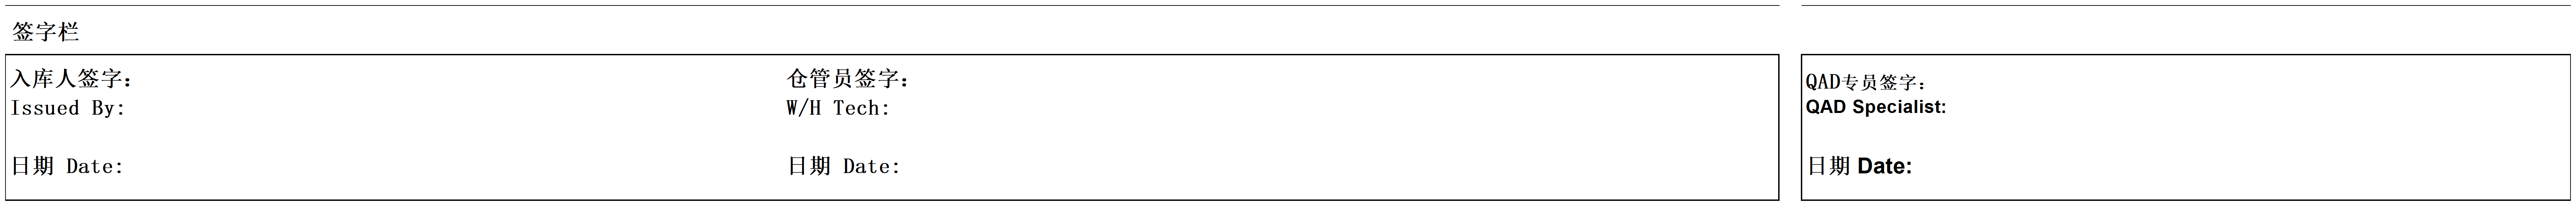 签字栏
入库人签字：
Issued By:
日期 Date:
仓管员签字：
W/H Tech:
日期 Date:
QAD专员签字：
QAD Specialist:
日期 Date: